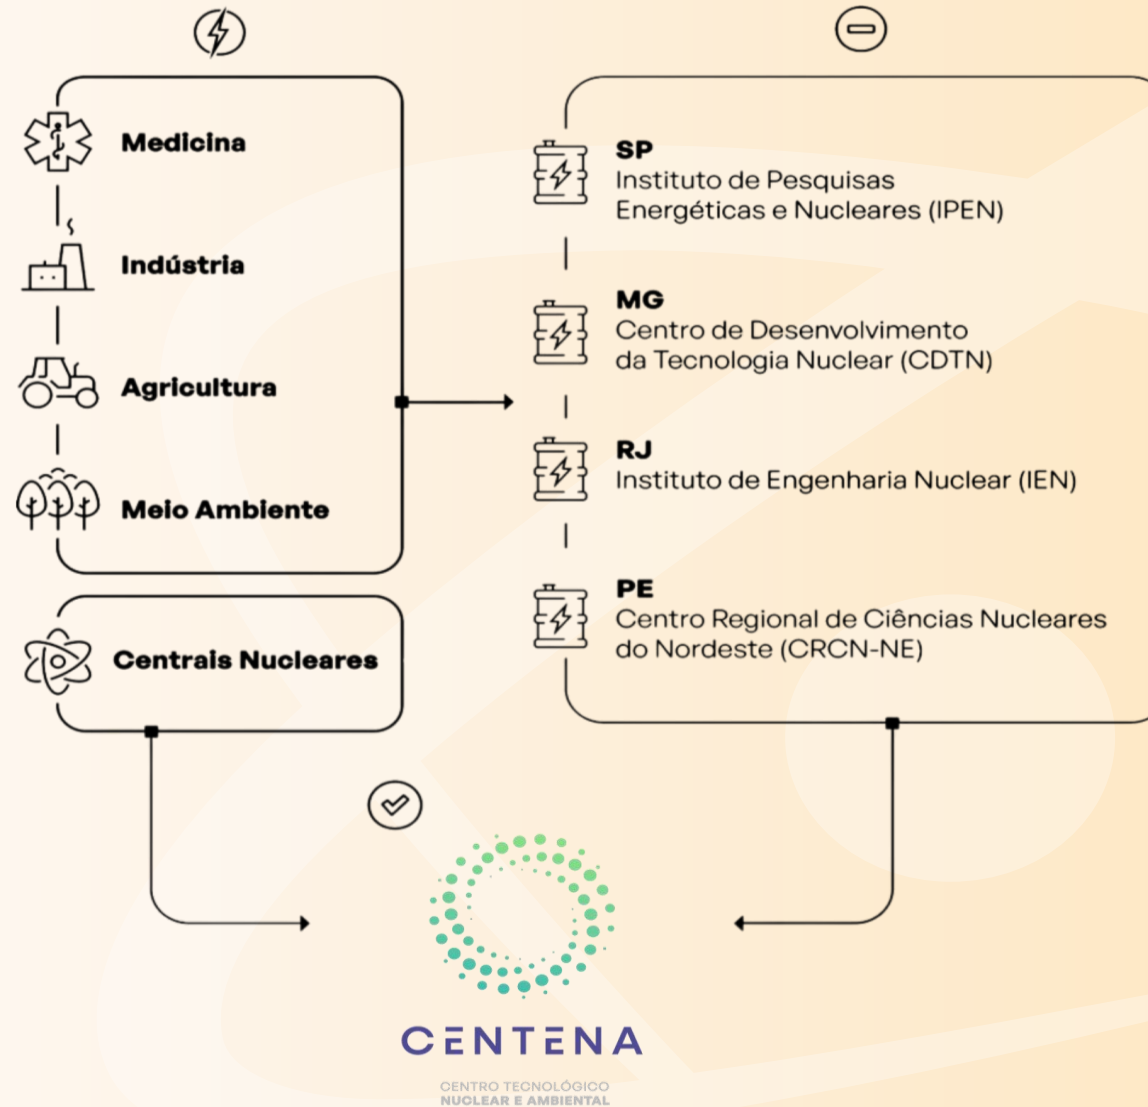 Medicina
Indústria
Agricultura
Meio Ambiente
Centrais Nucleares
SP
Instituto de Pesquisas
Energéticas e Nucleares (IPEN)
MG
Centro de Desenvolvimento
da Tecnologia Nuclear (CDTN)
RJ
Instituto de Engenharia Nuclear (IEN)
PE
Centro Regional de Ciências Nucleares
do Nordeste (CRCN-NE)
CENTENA
CENTRO TECNOLÓGICO
NUCLEAR E AMBIENTAL